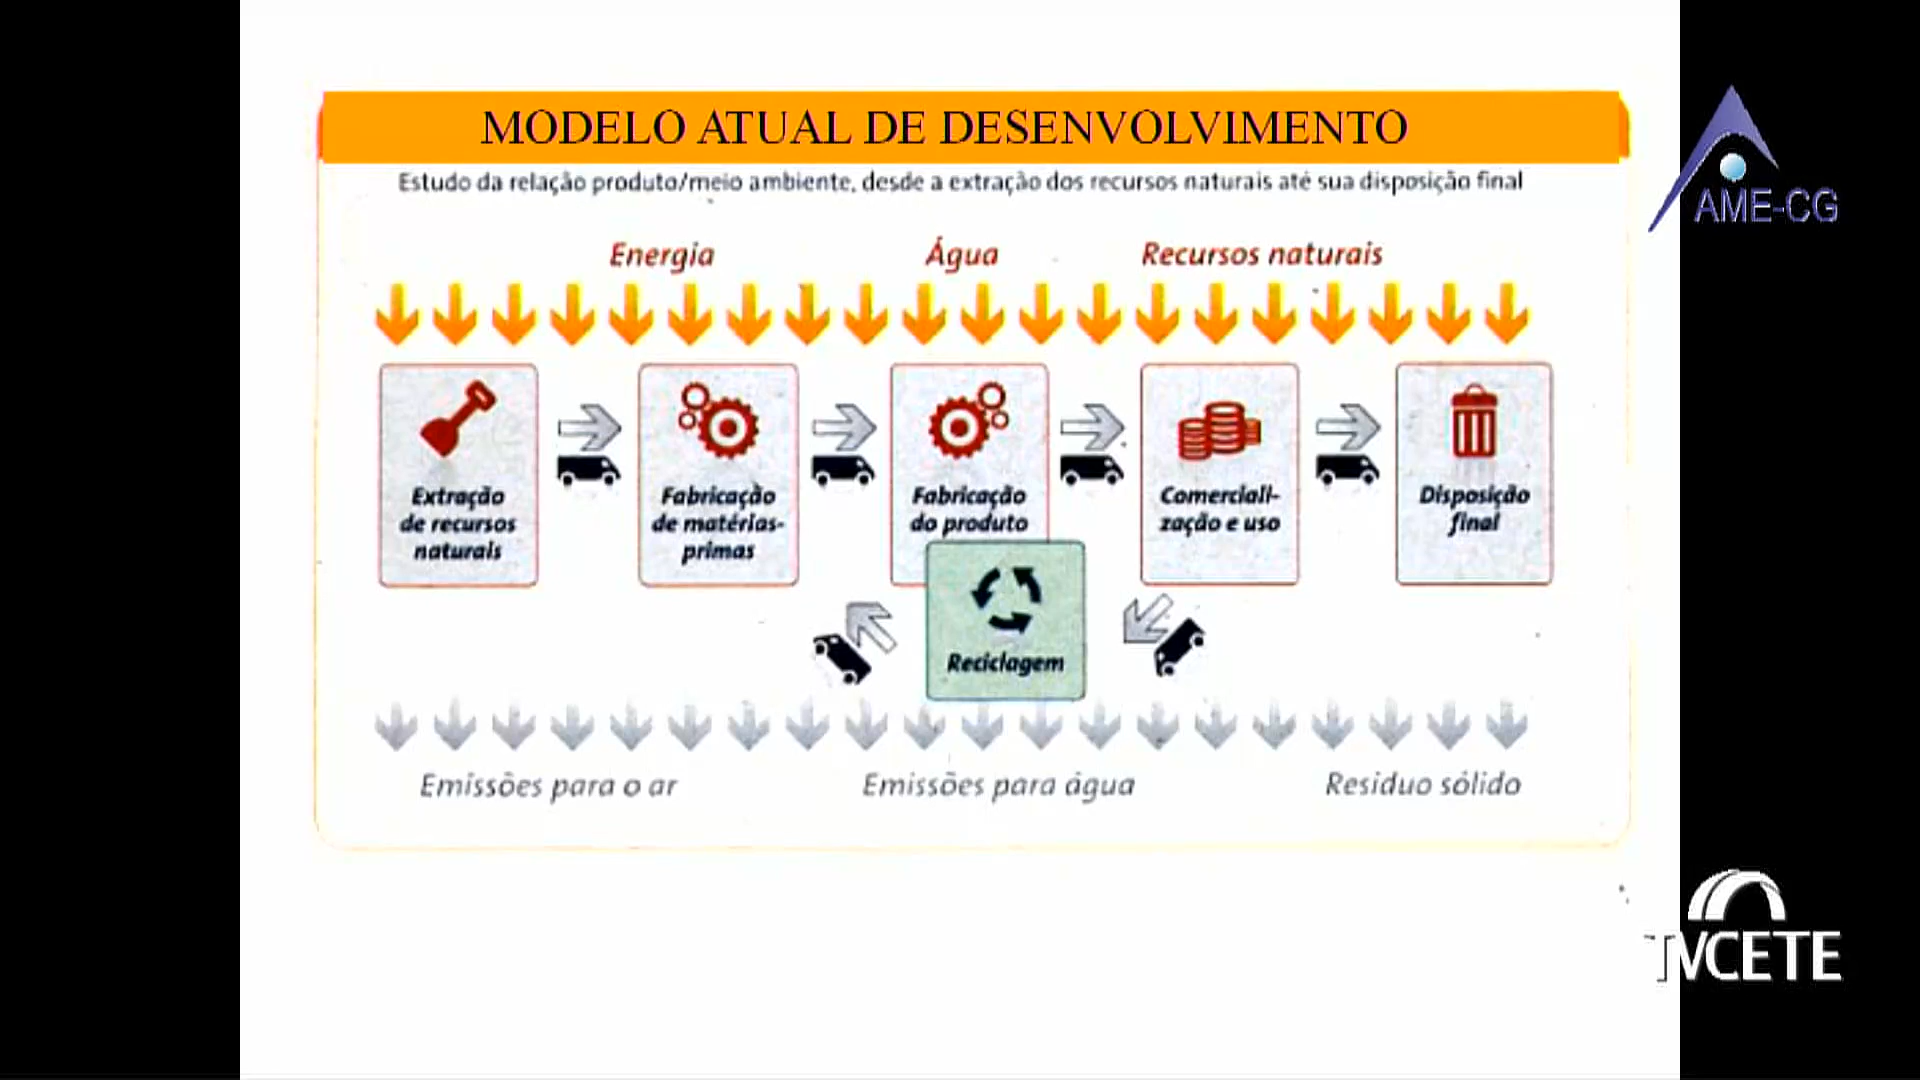 MODELO ATUAL DE DESENVOLVIMENTO
Estudo da relação produto/meio ambiente, desde a extração dos recursos naturais até sua disposição final
Energia
Água
Recursos naturais
Extração
de recursos
naturais
Fabricação
de matérias-
primas
Fabricação
do produto
Comerciali-
zação e uso
Disposição
final
Reciclagem
Emissões para o ar
Emissões para água
Resíduo sólido
AME-CG
TVCETE